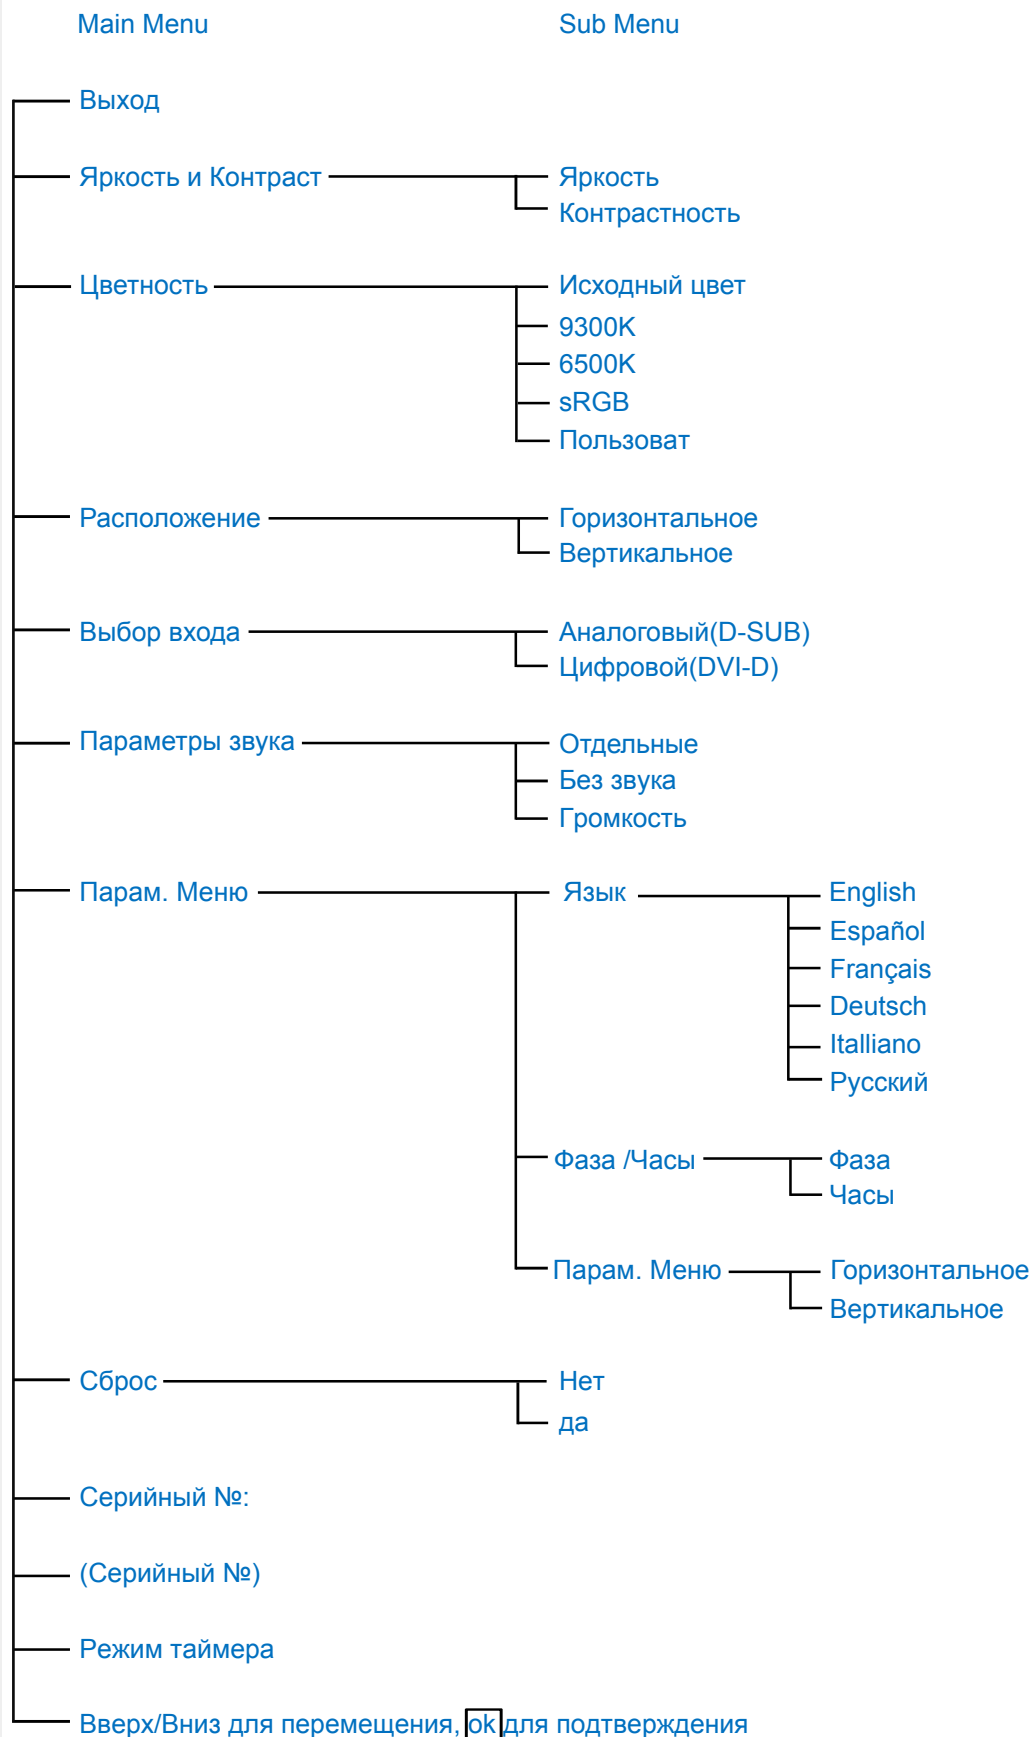 Main Menu Sub Menu
Выход
Яркость и Контраст Яркость
Контрастность
Цветность Исходный цвет
9300K
6500K
sRGB
Пользоват
Расположение Горизонтальное
Вертикальное
Выбор входа Аналоговый(D-SUB)
Цифровой(DVI-D)
Параметры звука Отдельные
Без звука
Громкость
Парам. Меню Язык English
Español
Français
Deutsch
Italliano
Русский
Фаза /Часы Фаза
Часы
Парам. Меню Горизонтальное
Вертикальное
Сброс Нет
да
Серийный №:
(Серийный №)
Режим таймера
Вверх/Вниз для перемещения, ok для подтверждения